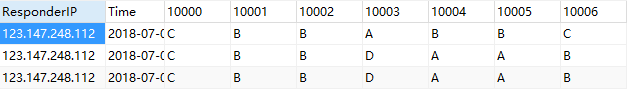 ResponderIP Time 10000 10001 10002 10003 10004 10005 10006
123.147.248.112 2018-07-0 C B B A B B C
123.147.248.112 2018-07-0 C B B D A A B
123.147.248.112 2018-07-0 C B B D A A B